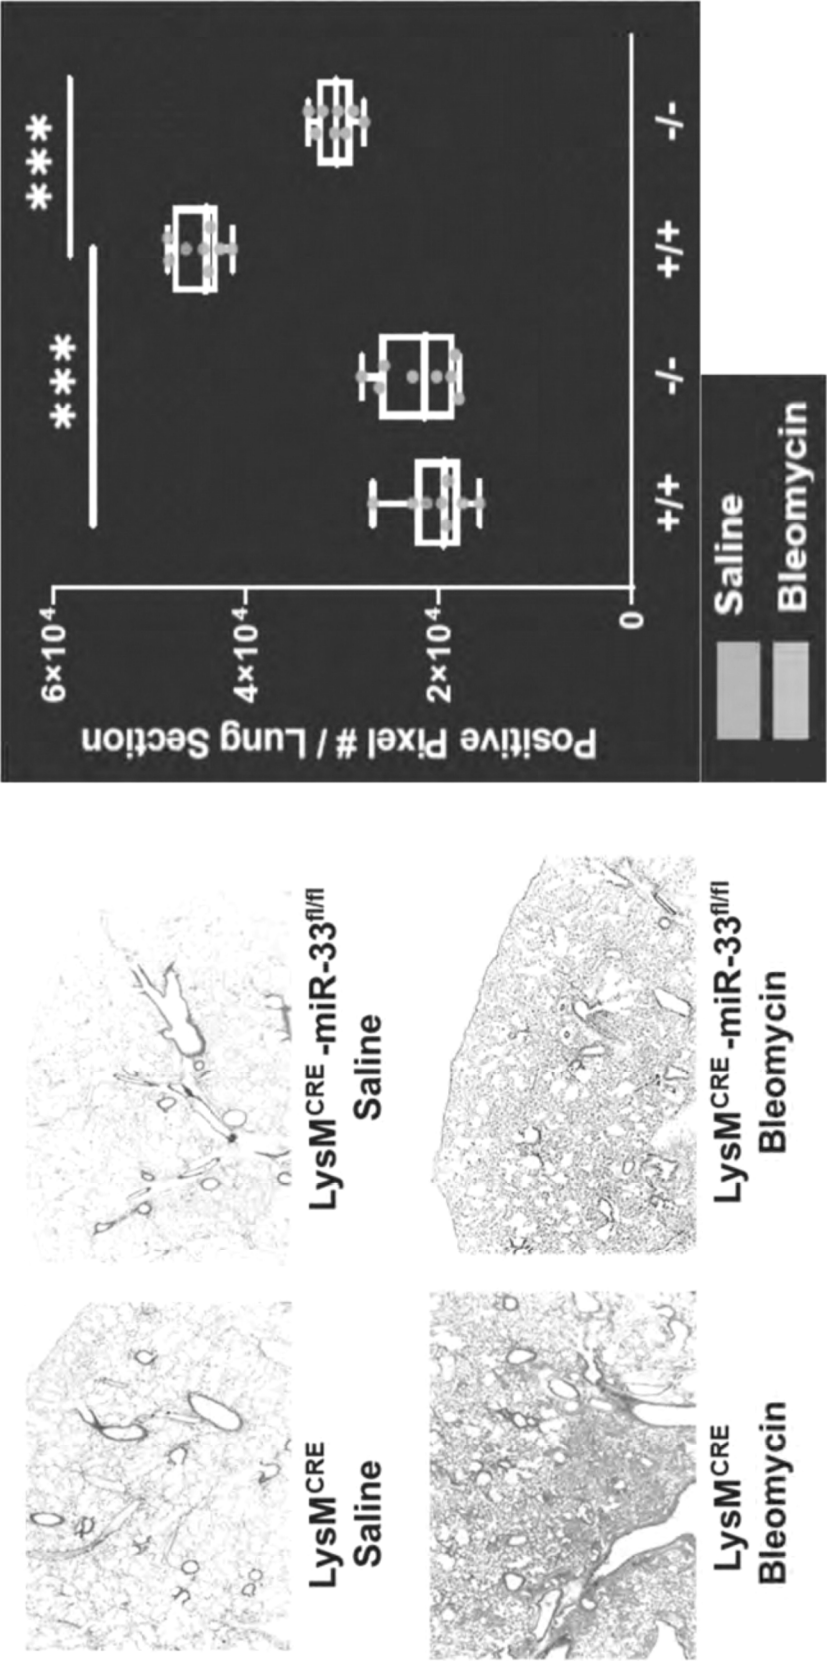 LysM^CRE
Saline
LysM^CRE -miR-33^fl/fl
Saline
LysM^CRE
Bleomycin
LysM^CRE -miR-33^fl/fl
Bleomycin
Positive Pixel # / Lung Section
6×10⁴
4×10⁴
2×10⁴
0
***
***
+/+ -/- +/+ -/-
Saline
Bleomycin